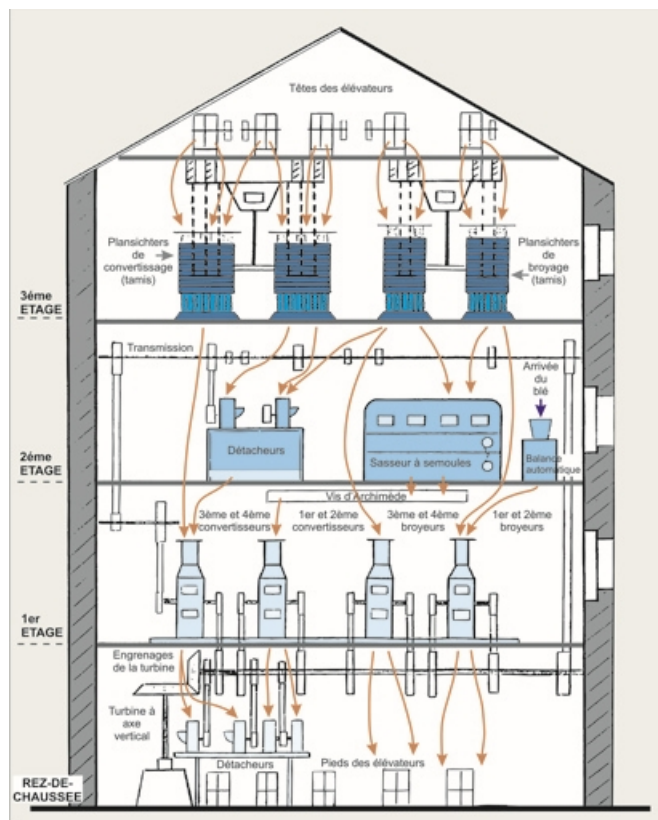 Têtes des élévateurs
Plansichters
de
convertissage
(tamis)
Plansichters
de
broyage
(tamis)
3éme
ETAGE
Transmission
Arrivée
du
blé
Détacheurs
Sasseur à semoules
Balance
automatique
2éme
ETAGE
Vis d'Archimède
3ème et 4ème
convertisseurs
1er et 2ème
convertisseurs
3ème et 4ème
broyeurs
1er et 2ème
broyeurs
1er
ETAGE
Engrenages
de la turbine
Turbine à
axe
vertical
Détacheurs
Pieds des élévateurs
REZ-DE-
CHAUSSEE